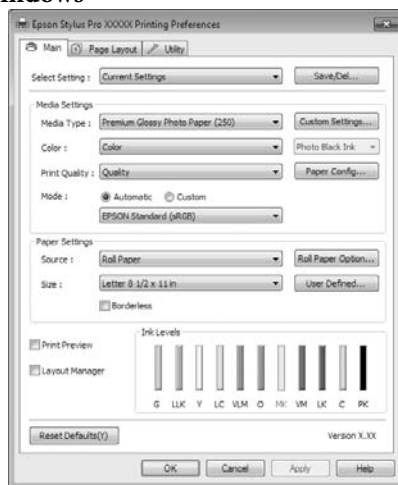 Epson Stylus Pro XXXXX Printing Preferences
Main Page Layout Utility
Select Setting : Current Settings Save/Del...
Media Settings
Media Type : Premium Glossy Photo Paper (250) Custom Settings...
Color : Color Photo Black Ink
Print Quality : Quality Paper Config...
Mode : Automatic Custom
EPSON Standard (sRGB)
Paper Settings
Source : Roll Paper Roll Paper Option...
Size : Letter 8 1/2 x 11 in User Defined...
Borderless
Ink Levels
Print Preview
Layout Manager
G LLK Y LC VLM O MK VM LK C PK
Reset Defaults(Y) Version X.XX
OK Cancel Apply Help